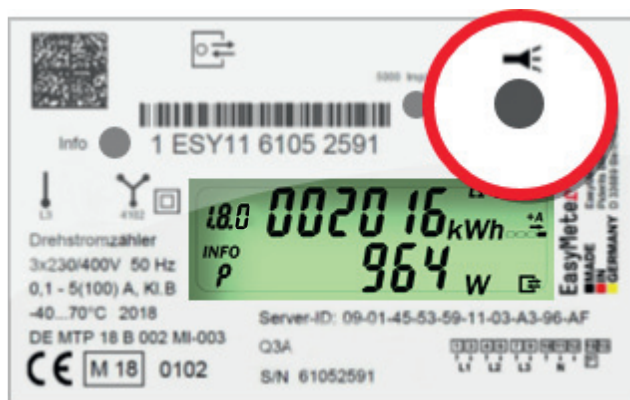 Info
1 ESY11 6105 2591
L3
4102
1.8.0 002016 kWh +A
INFO
P 964 W
Drehstromzähler
3x230/400V 50 Hz
0,1 - 5(100) A, Kl.B
-40...70°C 2018
DE MTP 18 B 002 MI-003
CE M 18 0102
Server-ID: 09-01-45-53-59-11-03-A3-96-AF
Q3A
S/N 61052591
L1 L2 L3 N
EasyMeter
MADE
IN
GERMANY